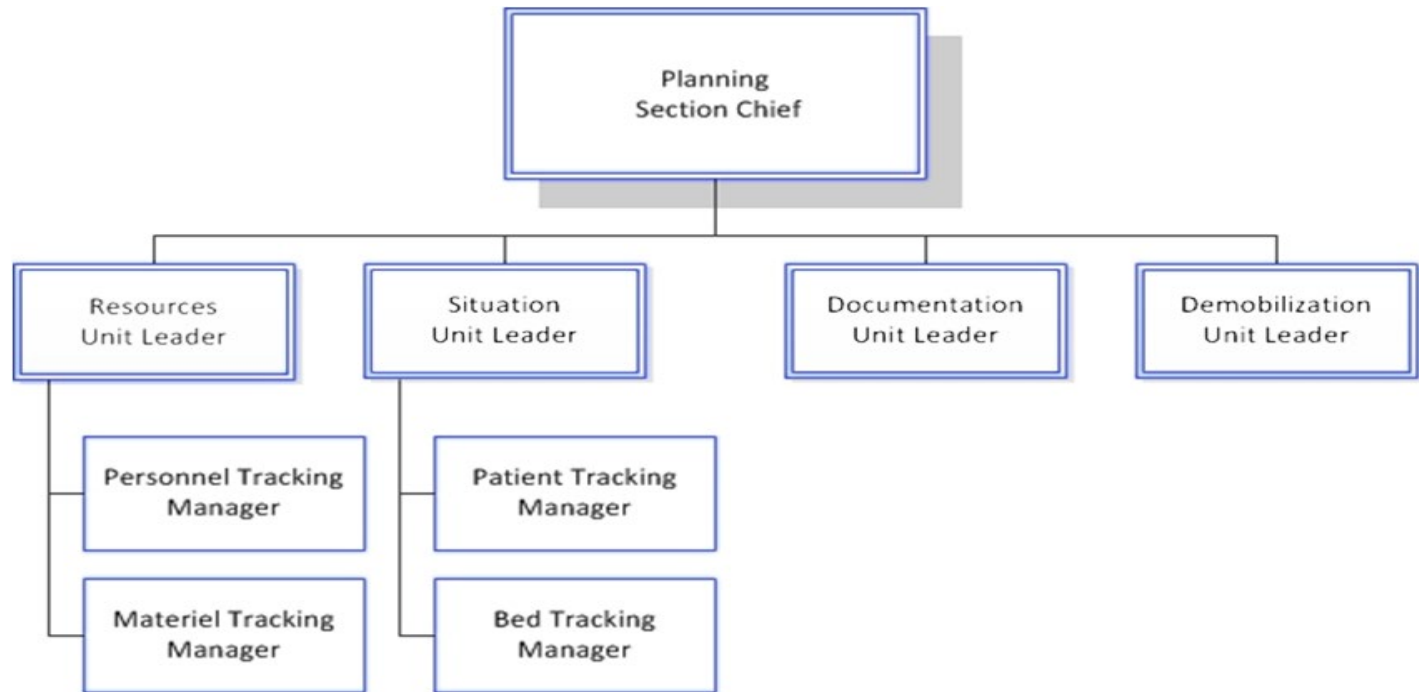 Planning
Section Chief
Resources
Unit Leader
Situation
Unit Leader
Documentation
Unit Leader
Demobilization
Unit Leader
Personnel Tracking
Manager
Patient Tracking
Manager
Materiel Tracking
Manager
Bed Tracking
Manager